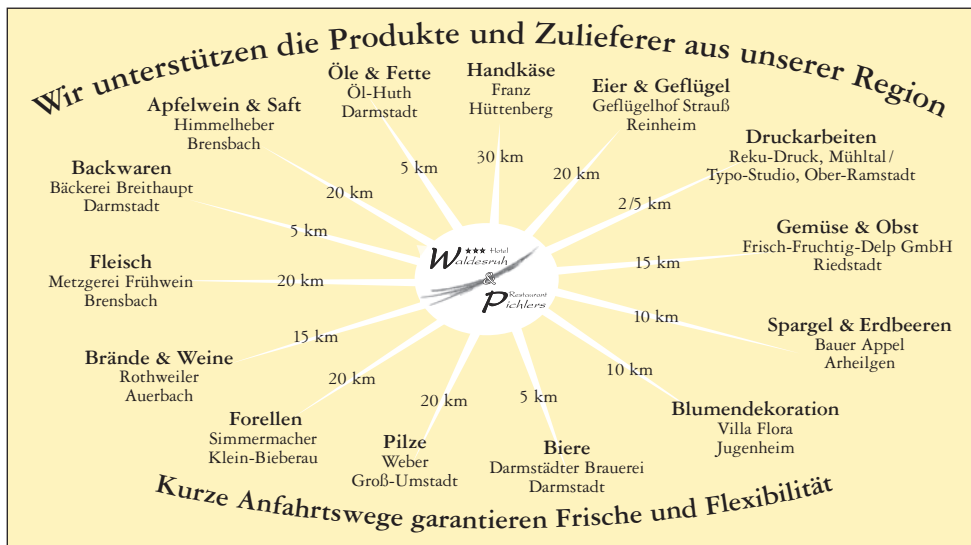 Wir unterstützen die Produkte und Zulieferer aus unserer Region
Öle & Fette
Öl-Huth
Darmstadt
5 km
Handkäse
Franz
Hüttenberg
30 km
Eier & Geflügel
Geflügelhof Strauß
Reinheim
20 km
Druckarbeiten
Reku-Druck, Mühltal/
Typo-Studio, Ober-Ramstadt
2/5 km
Gemüse & Obst
Frisch-Fruchtig-Delp GmbH
Riedstadt
15 km
Spargel & Erdbeeren
Bauer Appel
Arheilgen
10 km
Blumendekoration
Villa Flora
Jugenheim
10 km
Biere
Darmstädter Brauerei
Darmstadt
5 km
Pilze
Weber
Groß-Umstadt
20 km
Forellen
Simmermacher
Klein-Bieberau
20 km
Brände & Weine
Rothweiler
Auerbach
15 km
Fleisch
Metzgerei Frühwein
Brensbach
20 km
Backwaren
Bäckerei Breithaupt
Darmstadt
5 km
Apfelwein & Saft
Himmelheber
Brensbach
20 km
★★★ Hotel
Waldesruh
&
Restaurant
Pichlers
Kurze Anfahrtswege garantieren Frische und Flexibilität